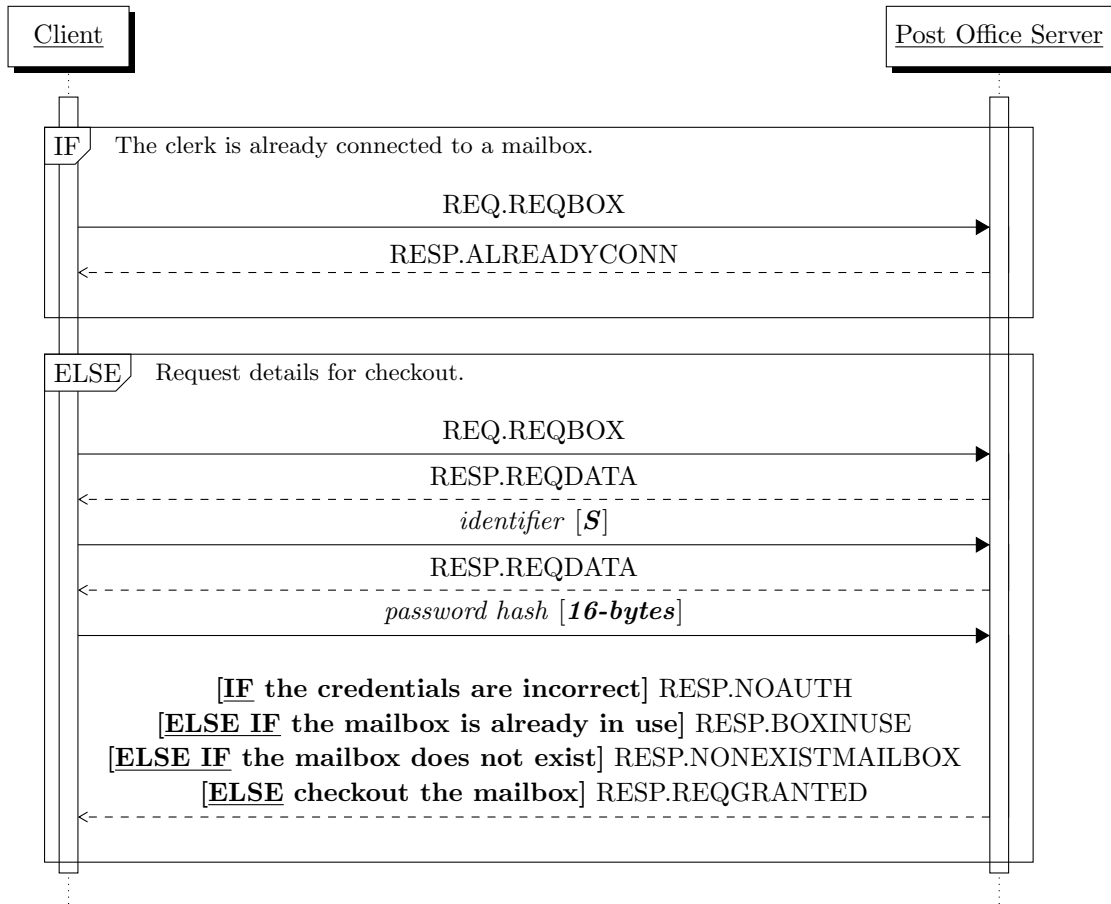 Client
Post Office Server
IF
The clerk is already connected to a mailbox.
REQ.REQBOX
RESP.ALREADYCONN
ELSE
Request details for checkout.
REQ.REQBOX
RESP.REQDATA
identifier [S]
RESP.REQDATA
password hash [16-bytes]
[IF the credentials are incorrect] RESP.NOAUTH
[ELSE IF the mailbox is already in use] RESP.BOXINUSE
[ELSE IF the mailbox does not exist] RESP.NONEXISTMAILBOX
[ELSE checkout the mailbox] RESP.REQGRANTED